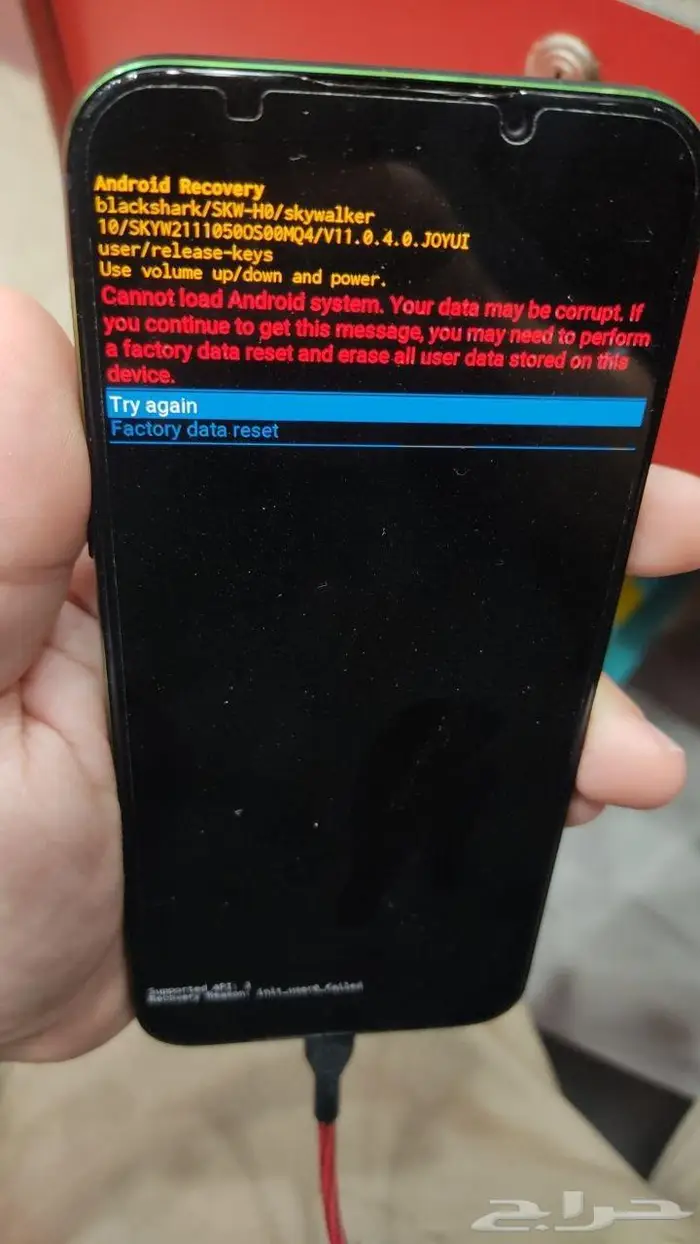 Android Recovery
blackshark/SKW-H0/skywalker
10/SKYW2111050OS00MQ4/V11.0.4.0.JOYUI
user/release-keys
Use volume up/down and power.
Cannot load Android system. Your data may be corrupt. If
you continue to get this message, you may need to perform
a factory data reset and erase all user data stored on this
device.
Try again
Factory data reset
Supported API: 3
Recovery Reason: init_user0_failed
حراج